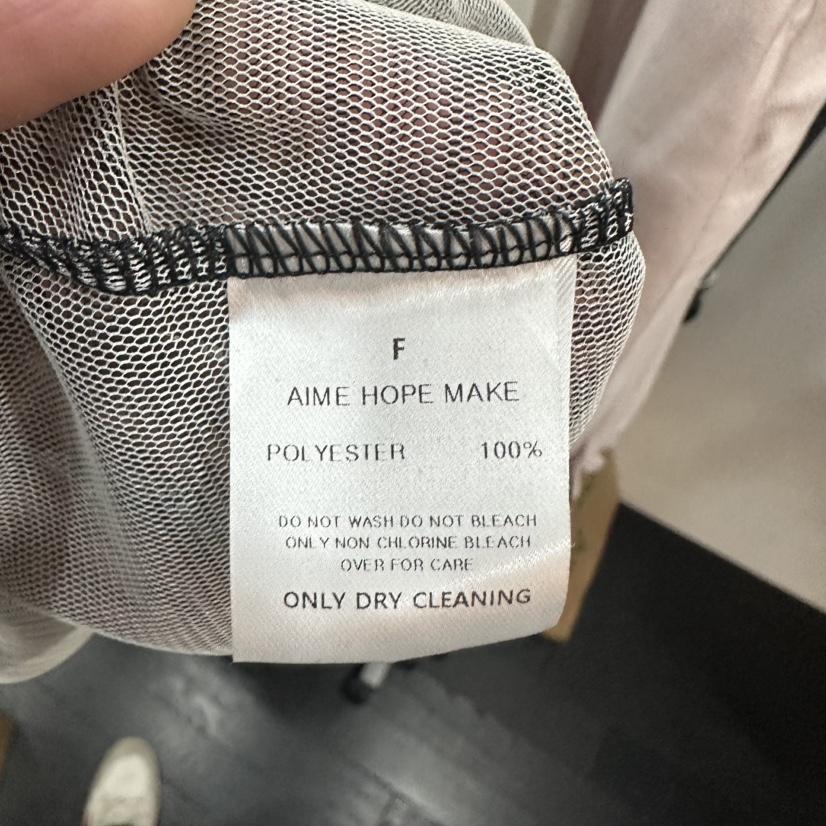 F
AIME HOPE MAKE
POLYESTER 100%
DO NOT WASH DO NOT BLEACH
ONLY NON CHLORINE BLEACH
OVER FOR CARE
ONLY DRY CLEANING